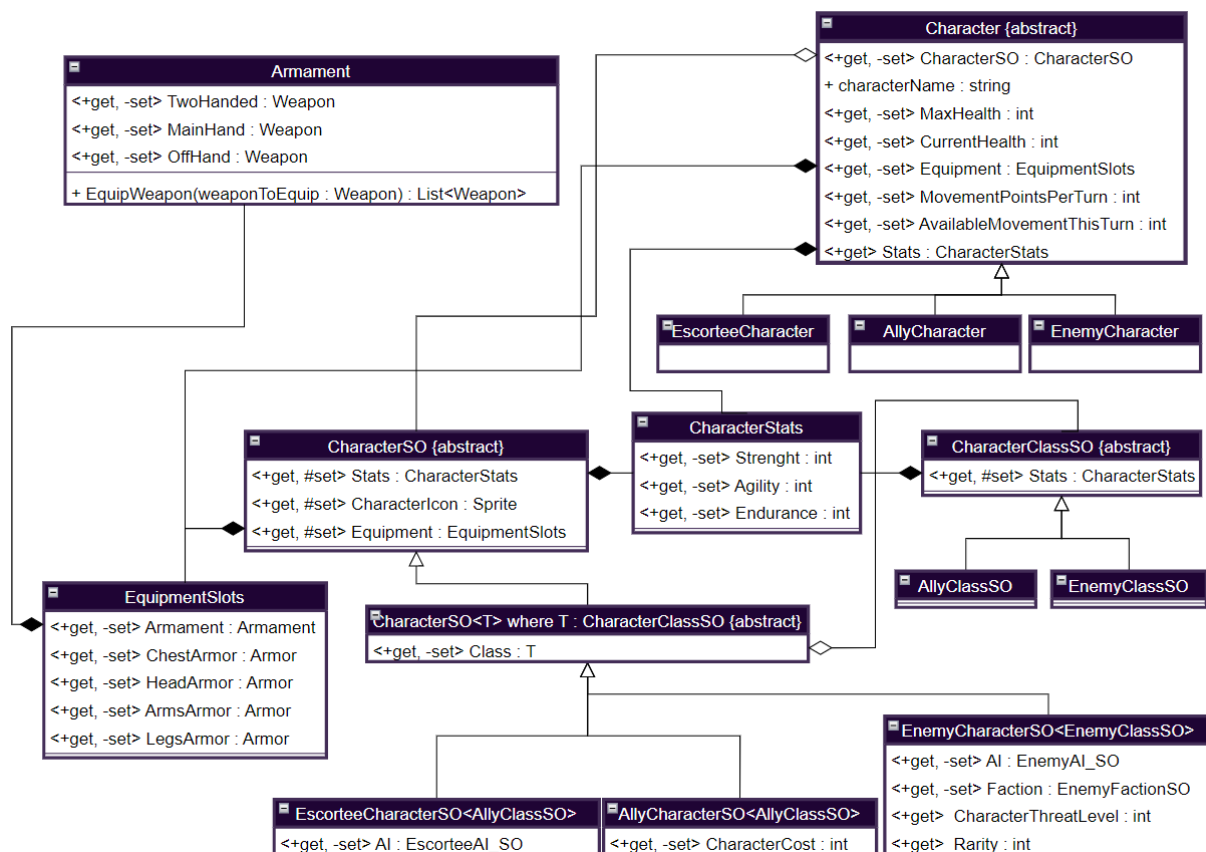 Armament
<+get, -set> TwoHanded : Weapon
<+get, -set> MainHand : Weapon
<+get, -set> OffHand : Weapon
+ EquipWeapon(weaponToEquip : Weapon) : List<Weapon>
Character {abstract}
<+get, -set> CharacterSO : CharacterSO
+ characterName : string
<+get, -set> MaxHealth : int
<+get, -set> CurrentHealth : int
<+get, -set> Equipment : EquipmentSlots
<+get, -set> MovementPointsPerTurn : int
<+get, -set> AvailableMovementThisTurn : int
<+get> Stats : CharacterStats
EscorteeCharacter
AllyCharacter
EnemyCharacter
CharacterSO {abstract}
<+get, #set> Stats : CharacterStats
<+get, #set> CharacterIcon : Sprite
<+get, #set> Equipment : EquipmentSlots
CharacterStats
<+get, -set> Strenght : int
<+get, -set> Agility : int
<+get, -set> Endurance : int
CharacterClassSO {abstract}
<+get, #set> Stats : CharacterStats
AllyClassSO
EnemyClassSO
EquipmentSlots
<+get, -set> Armament : Armament
<+get, -set> ChestArmor : Armor
<+get, -set> HeadArmor : Armor
<+get, -set> ArmsArmor : Armor
<+get, -set> LegsArmor : Armor
CharacterSO<T> where T : CharacterClassSO {abstract}
<+get, -set> Class : T
EscorteeCharacterSO<AllyClassSO>
<+get, -set> AI : EscorteeAI_SO
AllyCharacterSO<AllyClassSO>
<+get, -set> CharacterCost : int
EnemyCharacterSO<EnemyClassSO>
<+get, -set> AI : EnemyAI_SO
<+get, -set> Faction : EnemyFactionSO
<+get> CharacterThreatLevel : int
<+get> Rarity : int